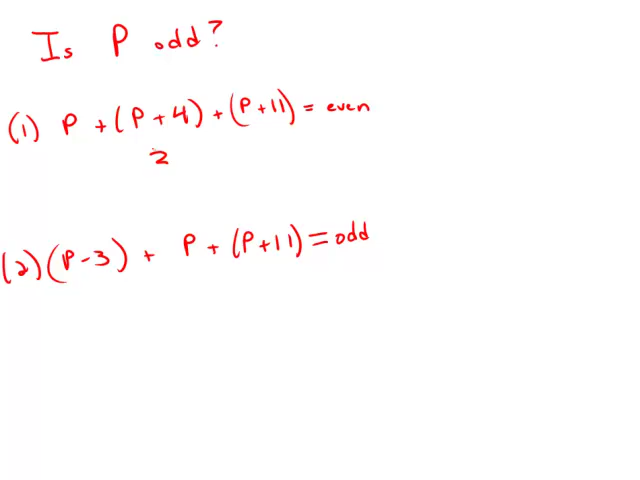 Is P odd?
(1) P + (P + 4) + (P + 11) = even
2
(2) (P - 3) + P + (P + 11) = odd